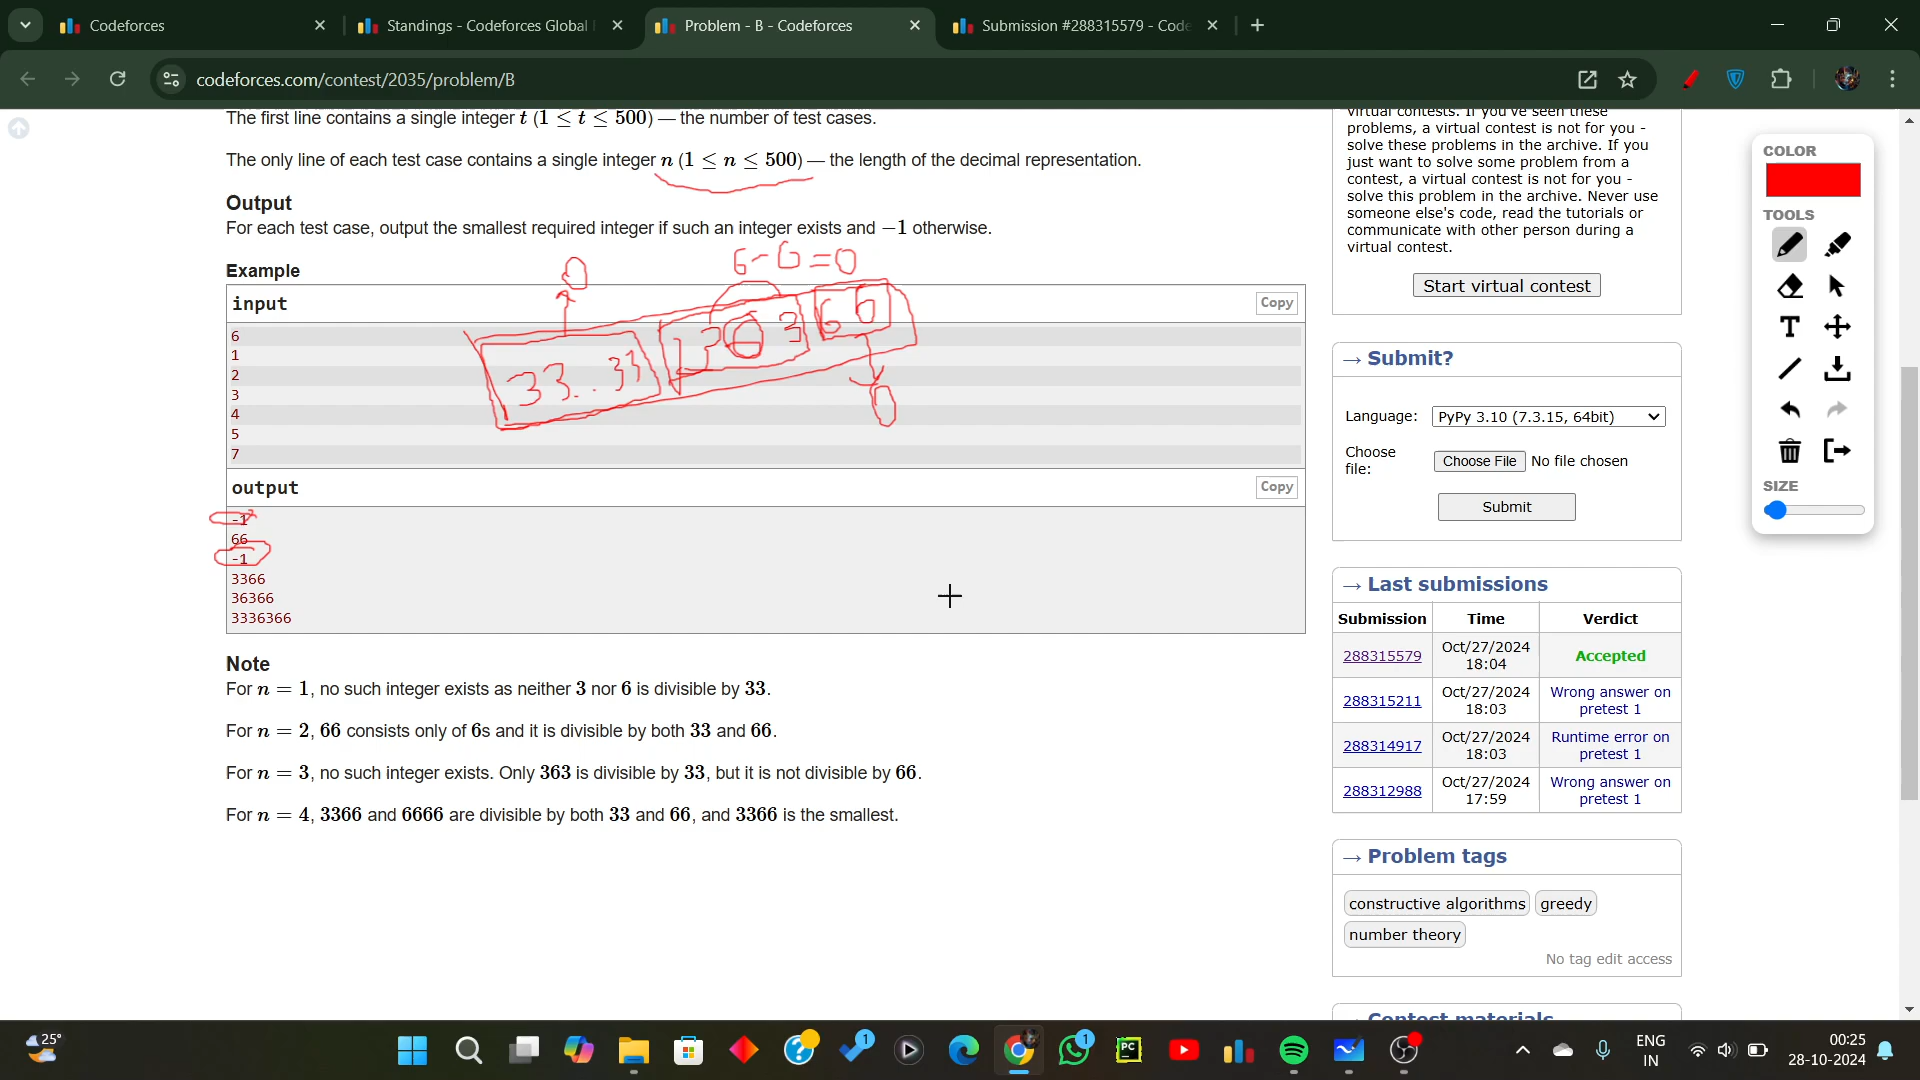 Codeforces
Standings - Codeforces Global
Problem - B - Codeforces
Submission #288315579 - Code
codeforces.com/contest/2035/problem/B
The first line contains a single integer t (1 ≤ t ≤ 500) — the number of test cases.
The only line of each test case contains a single integer n (1 ≤ n ≤ 500) — the length of the decimal representation.
Output
For each test case, output the smallest required integer if such an integer exists and −1 otherwise.
6-6=0
0
Example
input
Copy
6
1
2
3
4
5
7
33..33
3
3
6
0
output
Copy
-1
66
-1
3366
36366
3336366
Note
For n = 1, no such integer exists as neither 3 nor 6 is divisible by 33.
For n = 2, 66 consists only of 6s and it is divisible by both 33 and 66.
For n = 3, no such integer exists. Only 363 is divisible by 33, but it is not divisible by 66.
For n = 4, 3366 and 6666 are divisible by both 33 and 66, and 3366 is the smallest.
virtual contests. If you've seen these
problems, a virtual contest is not for you -
solve these problems in the archive. If you
just want to solve some problem from a
contest, a virtual contest is not for you -
solve this problem in the archive. Never use
someone else's code, read the tutorials or
communicate with other person during a
virtual contest.
Start virtual contest
→ Submit?
Language: PyPy 3.10 (7.3.15, 64bit)
Choose
file:
Choose File No file chosen
Submit
→ Last submissions
Submission Time Verdict
288315579 Oct/27/2024 18:04 Accepted
288315211 Oct/27/2024 18:03 Wrong answer on pretest 1
288314917 Oct/27/2024 18:03 Runtime error on pretest 1
288312988 Oct/27/2024 17:59 Wrong answer on pretest 1
→ Problem tags
constructive algorithms greedy
number theory
No tag edit access
→ Contest materials
COLOR
TOOLS
T
SIZE
25°
1
1
PC
ENG
IN
00:25
28-10-2024